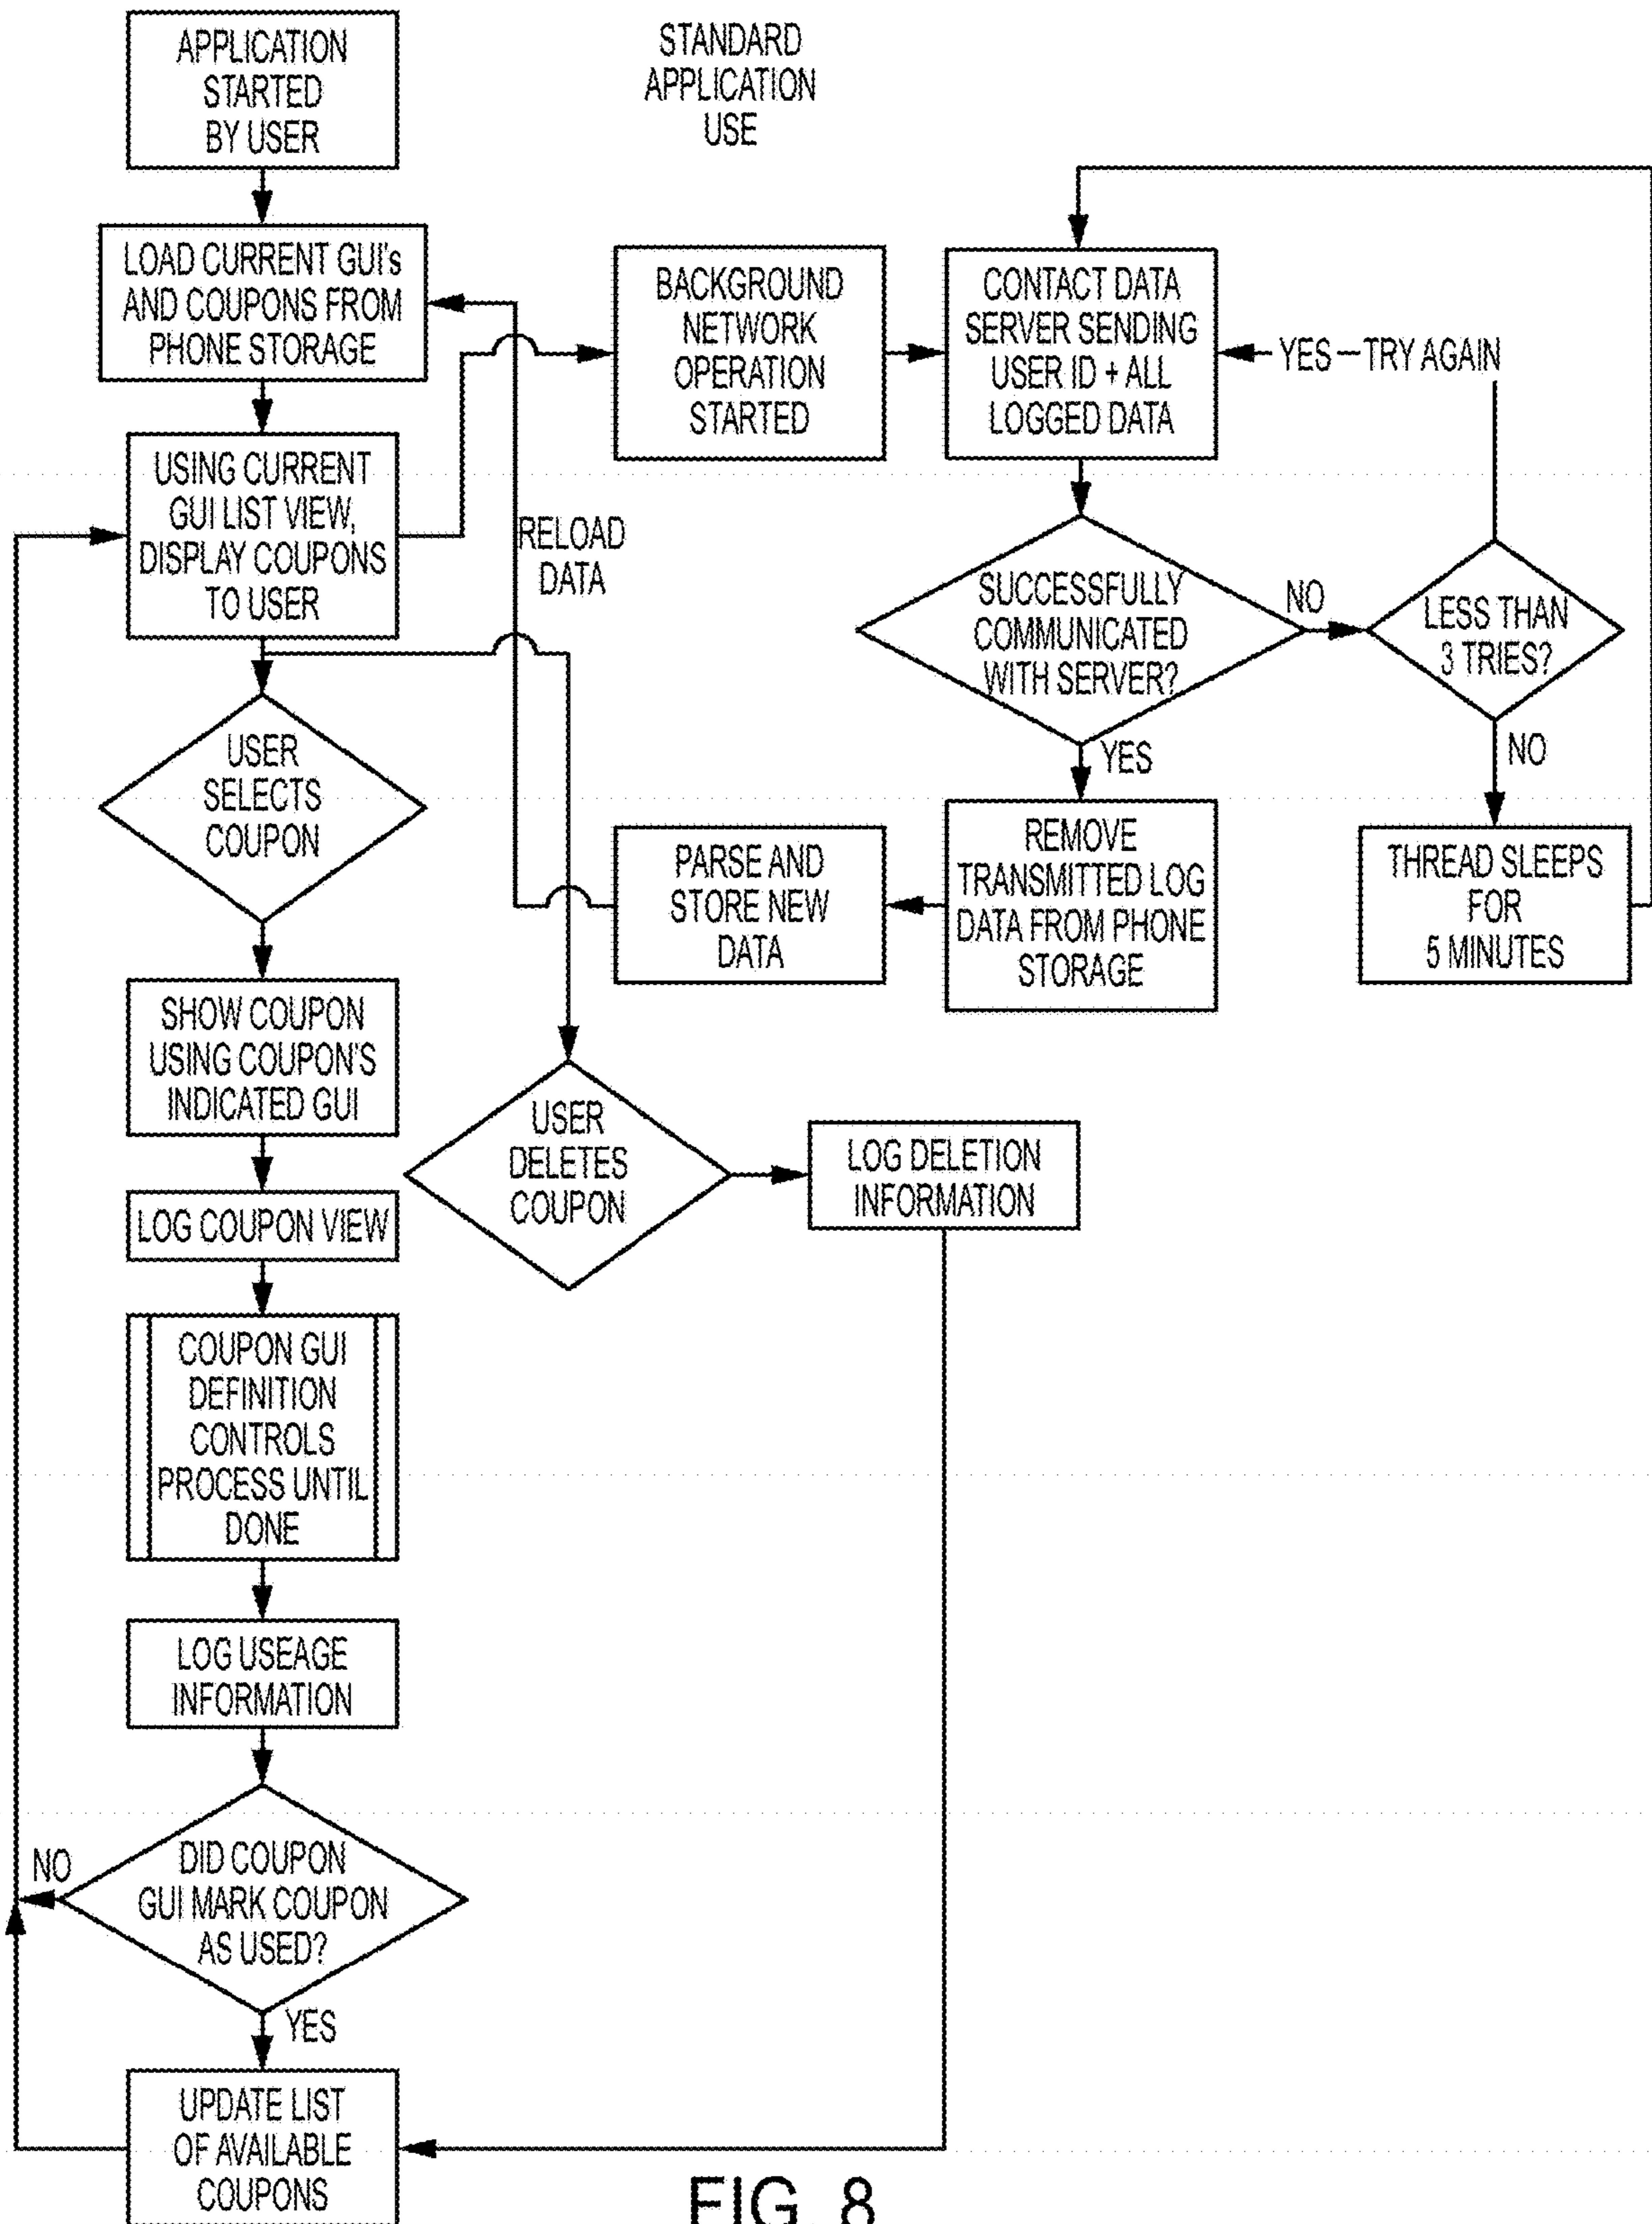 APPLICATION
STARTED
BY USER
STANDARD
APPLICATION
USE
LOAD CURRENT GUI's
AND COUPONS FROM
PHONE STORAGE
BACKGROUND
NETWORK
OPERATION
STARTED
CONTACT DATA
SERVER SENDING
USER ID + ALL
LOGGED DATA
YES – TRY AGAIN
USING CURRENT
GUI LIST VIEW,
DISPLAY COUPONS
TO USER
RELOAD
DATA
SUCCESSFULLY
COMMUNICATED
WITH SERVER?
NO
LESS THAN
3 TRIES?
YES
NO
USER
SELECTS
COUPON
PARSE AND
STORE NEW
DATA
REMOVE
TRANSMITTED LOG
DATA FROM PHONE
STORAGE
THREAD SLEEPS
FOR
5 MINUTES
SHOW COUPON
USING COUPON'S
INDICATED GUI
USER
DELETES
COUPON
LOG DELETION
INFORMATION
LOG COUPON VIEW
COUPON GUI
DEFINITION
CONTROLS
PROCESS UNTIL
DONE
LOG USEAGE
INFORMATION
NO
DID COUPON
GUI MARK COUPON
AS USED?
YES
UPDATE LIST
OF AVAILABLE
COUPONS
FIG. 8